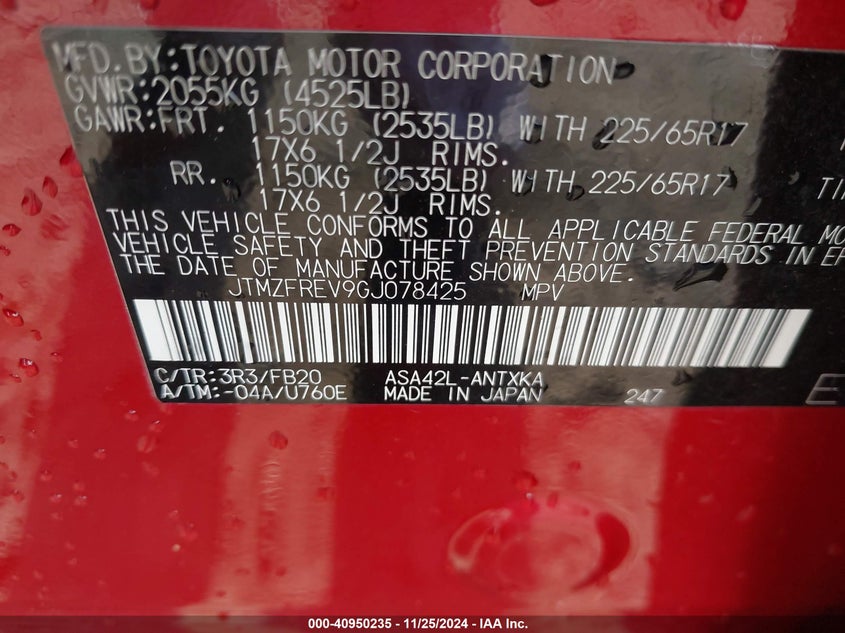 MFD.BY:TOYOTA MOTOR CORPORATION
GVWR:2055KG (4525LB)
GAWR:FRT. 1150KG (2535LB) WITH 225/65R17
17X6 1/2J RIMS.
RR. 1150KG (2535LB) WITH 225/65R17 TI
17X6 1/2J RIMS.
THIS VEHICLE CONFORMS TO ALL APPLICABLE FEDERAL MO
VEHICLE SAFETY AND THEFT PREVENTION STANDARDS IN EF
THE DATE OF MANUFACTURE SHOWN ABOVE.
JTMZFREV9GJ078425 MPV
C/TR:3R3/FB20 ASA42L-ANTXKA
A/TM:-04A/U760E MADE IN JAPAN 247
000-40950235 - 11/25/2024 - IAA Inc.